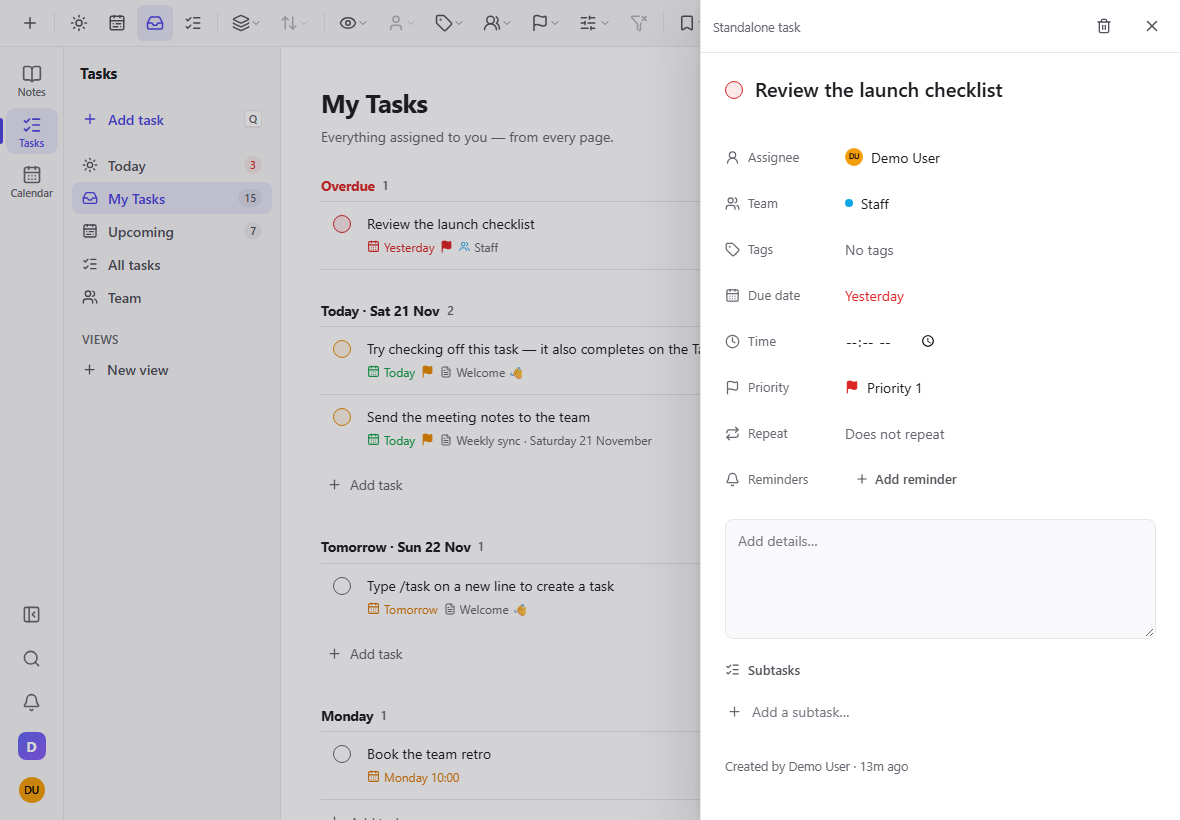 Standalone task
Notes
Tasks
Calendar
D
DU
Tasks
Add task
Q
Today
3
My Tasks
15
Upcoming
7
All tasks
Team
VIEWS
New view
My Tasks
Everything assigned to you — from every page.
Overdue 1
Review the launch checklist
Yesterday Staff
Today · Sat 21 Nov 2
Try checking off this task — it also completes on the
Today Welcome 👋
Send the meeting notes to the team
Today Weekly sync · Saturday 21 November
Add task
Tomorrow · Sun 22 Nov 1
Type /task on a new line to create a task
Tomorrow Welcome 👋
Add task
Monday 1
Book the team retro
Monday 10:00
Review the launch checklist
Assignee DU Demo User
Team Staff
Tags No tags
Due date Yesterday
Time --:-- --
Priority Priority 1
Repeat Does not repeat
Reminders Add reminder
Add details...
Subtasks
Add a subtask...
Created by Demo User · 13m ago